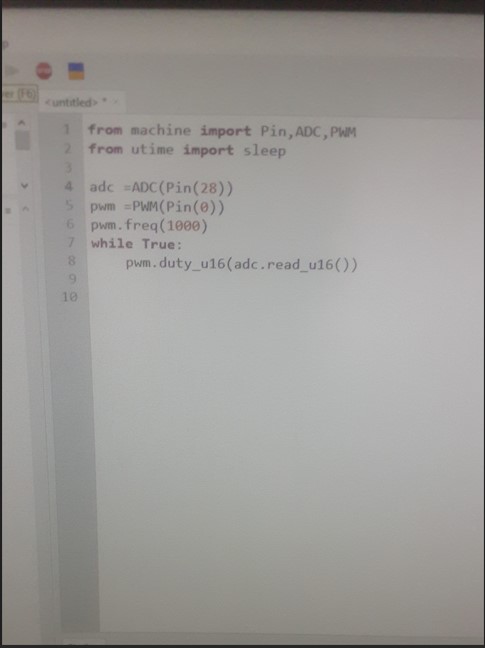 (F6)
<untitled> *
1 from machine import Pin,ADC,PWM
2 from utime import sleep
3
4 adc =ADC(Pin(28))
5 pwm =PWM(Pin(0))
6 pwm.freq(1000)
7 while True:
8     pwm.duty_u16(adc.read_u16())
9
10